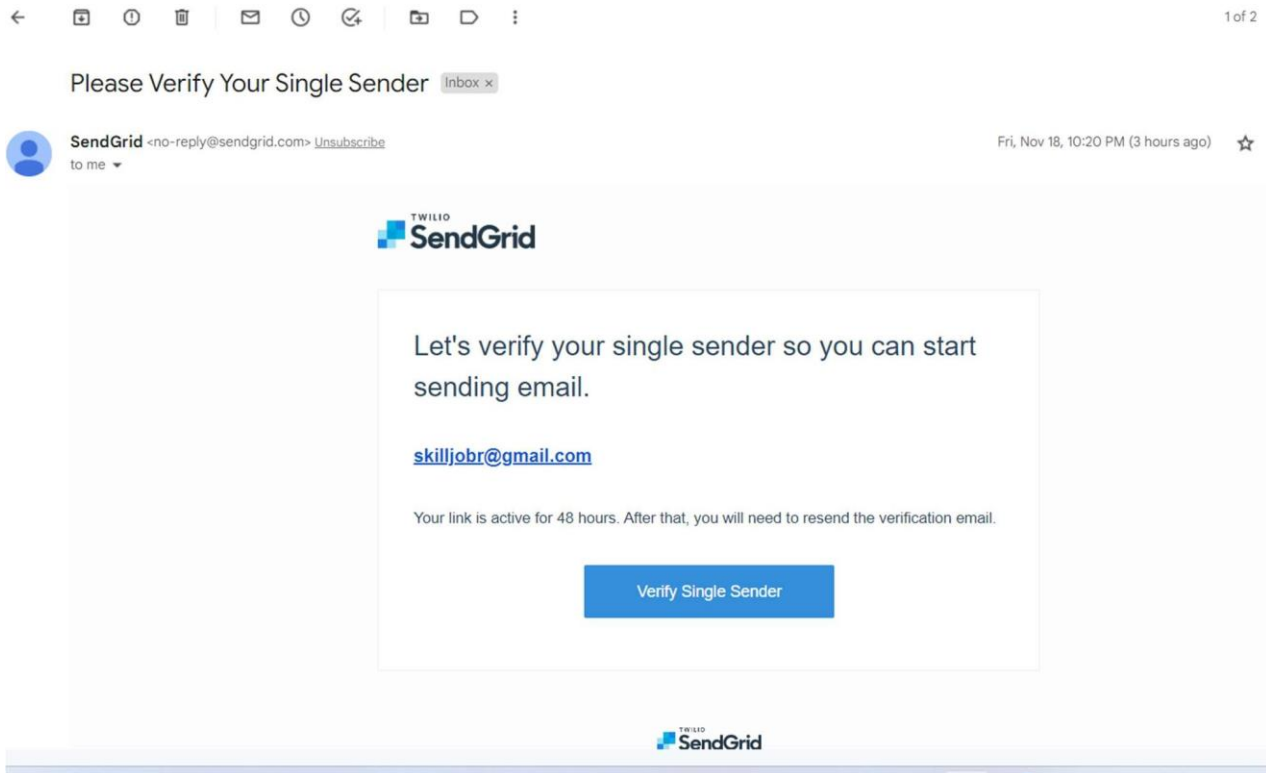 1 of 2
Please Verify Your Single Sender Inbox ×
SendGrid <no-reply@sendgrid.com> Unsubscribe
Fri, Nov 18, 10:20 PM (3 hours ago)
to me
TWILIO
SendGrid
Let's verify your single sender so you can start
sending email.
skilljobr@gmail.com
Your link is active for 48 hours. After that, you will need to resend the verification email.
Verify Single Sender
TWILIO
SendGrid